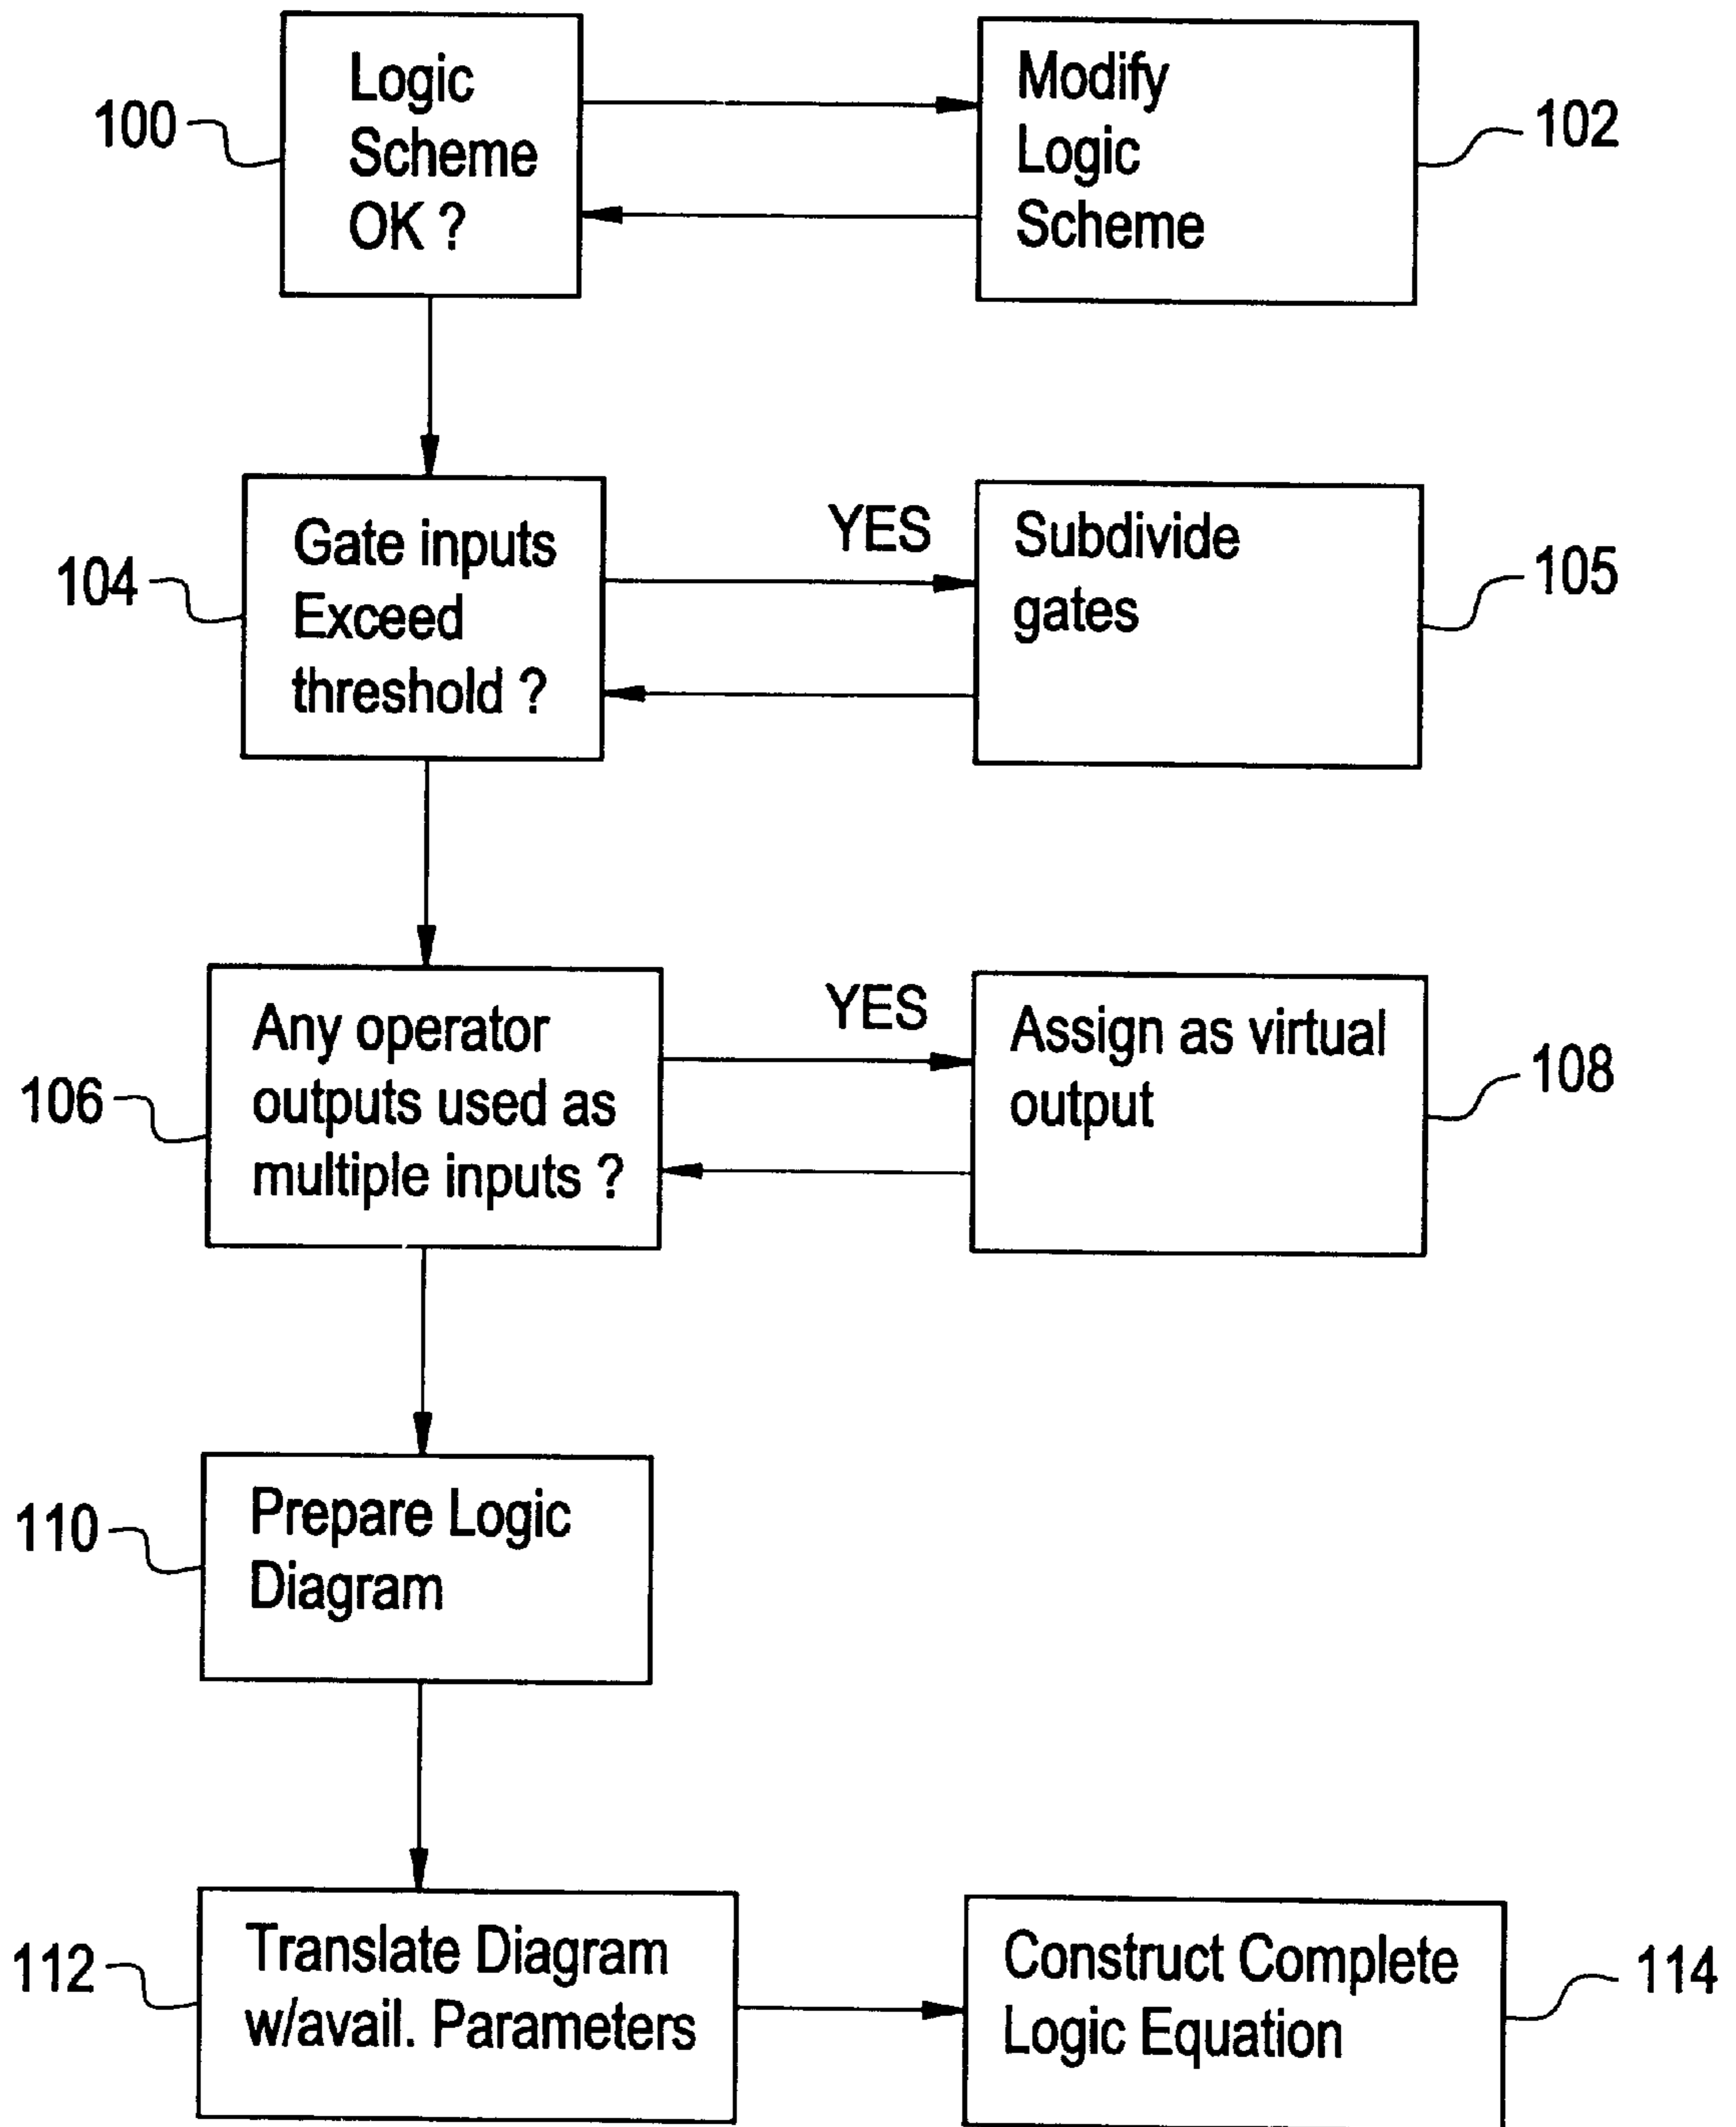 100
Logic
Scheme
OK ?
Modify
Logic
Scheme
102
104
Gate inputs
Exceed
threshold ?
YES
Subdivide
gates
105
106
Any operator
outputs used as
multiple inputs ?
YES
Assign as virtual
output
108
110
Prepare Logic
Diagram
112
Translate Diagram
w/avail. Parameters
Construct Complete
Logic Equation
114